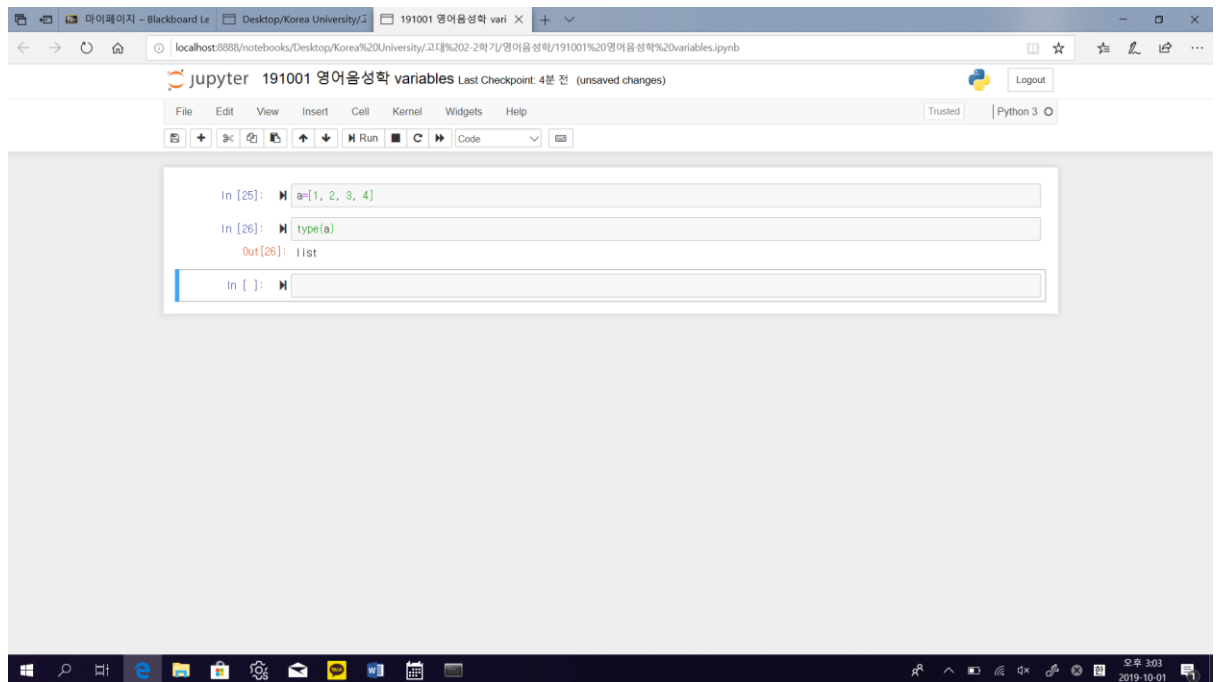 마이페이지 – Blackboard Le
Desktop/Korea University/고
191001 영어음성학 vari
localhost:8888/notebooks/Desktop/Korea%20University/고대%202-2학기/영어음성학/191001%20영어음성학%20variables.ipynb
jupyter 191001 영어음성학 variables Last Checkpoint: 4분 전 (unsaved changes)
Logout
File Edit View Insert Cell Kernel Widgets Help
Trusted Python 3
Run Code
In [25]: a=[1, 2, 3, 4]
In [26]: type(a)
Out[26]: list
In [ ]:
TALK
한
오후 3:03
2019-10-01